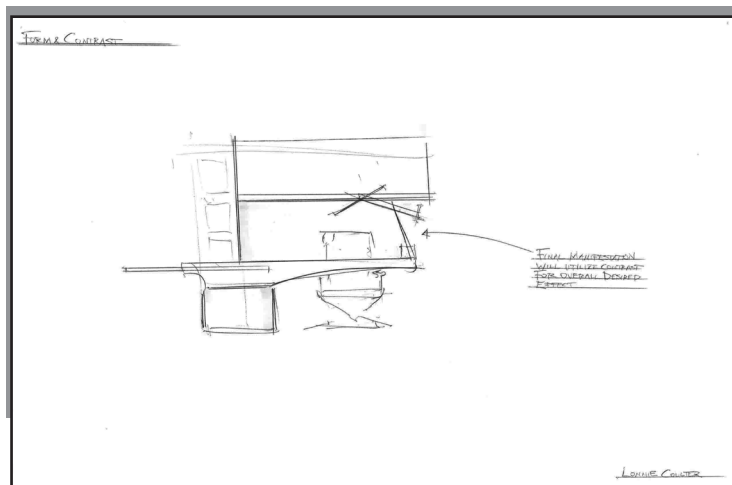 FORM & CONTRAST
FINAL MANIFESTATION
WILL UTILIZE CONTRAST
FOR OVERALL DESIRED
EFFECT
LONNIE COULTER